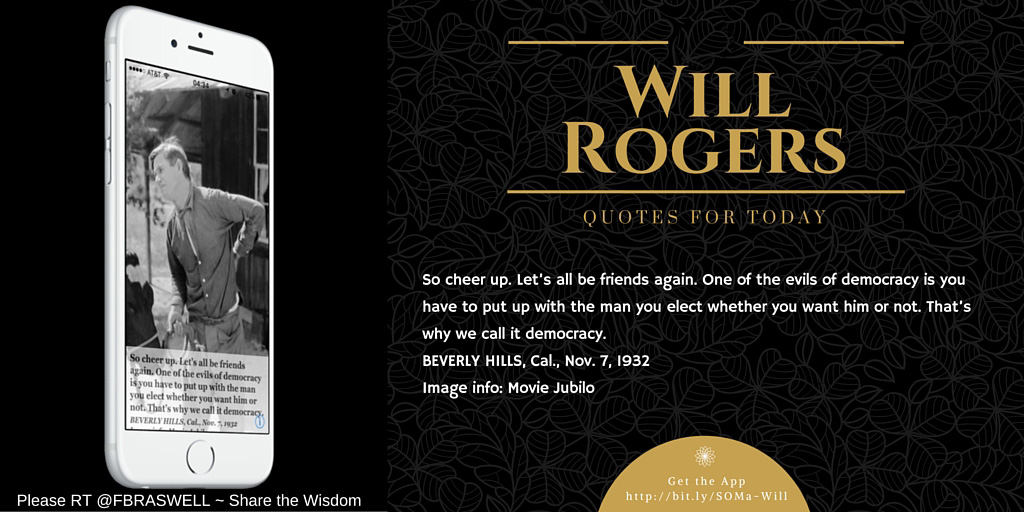 AT&T
04:34
So cheer up. Let's all be friends
again. One of the evils of democracy
is you have to put up with the man
you elect whether you want him or
not. That's why we call it democracy.
BEVERLY HILLS, Cal., Nov. 7, 1932
Please RT @FBRASWELL ~ Share the Wisdom
WILL
ROGERS
QUOTES FOR TODAY
So cheer up. Let's all be friends again. One of the evils of democracy is you
have to put up with the man you elect whether you want him or not. That's
why we call it democracy.
BEVERLY HILLS, Cal., Nov. 7, 1932
Image info: Movie Jubilo
Get the App
http://bit.ly/SOMa-Will